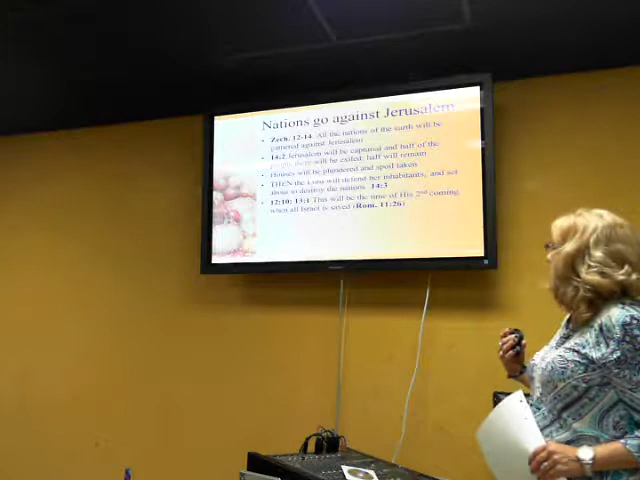 Nations go against Jerusalem
• Zech. 12-14 All the nations of the earth will be
gathered against Jerusalem
• 14:2 Jerusalem will be captured and half of the
people there will be exiled; half will remain
• Houses will be plundered and spoil taken
• THEN the Lord will defend her inhabitants, and set
about to destroy the nations 14:3
• 12:10; 13:1 This will be the time of His 2nd coming
when all Israel is saved (Rom. 11:26)